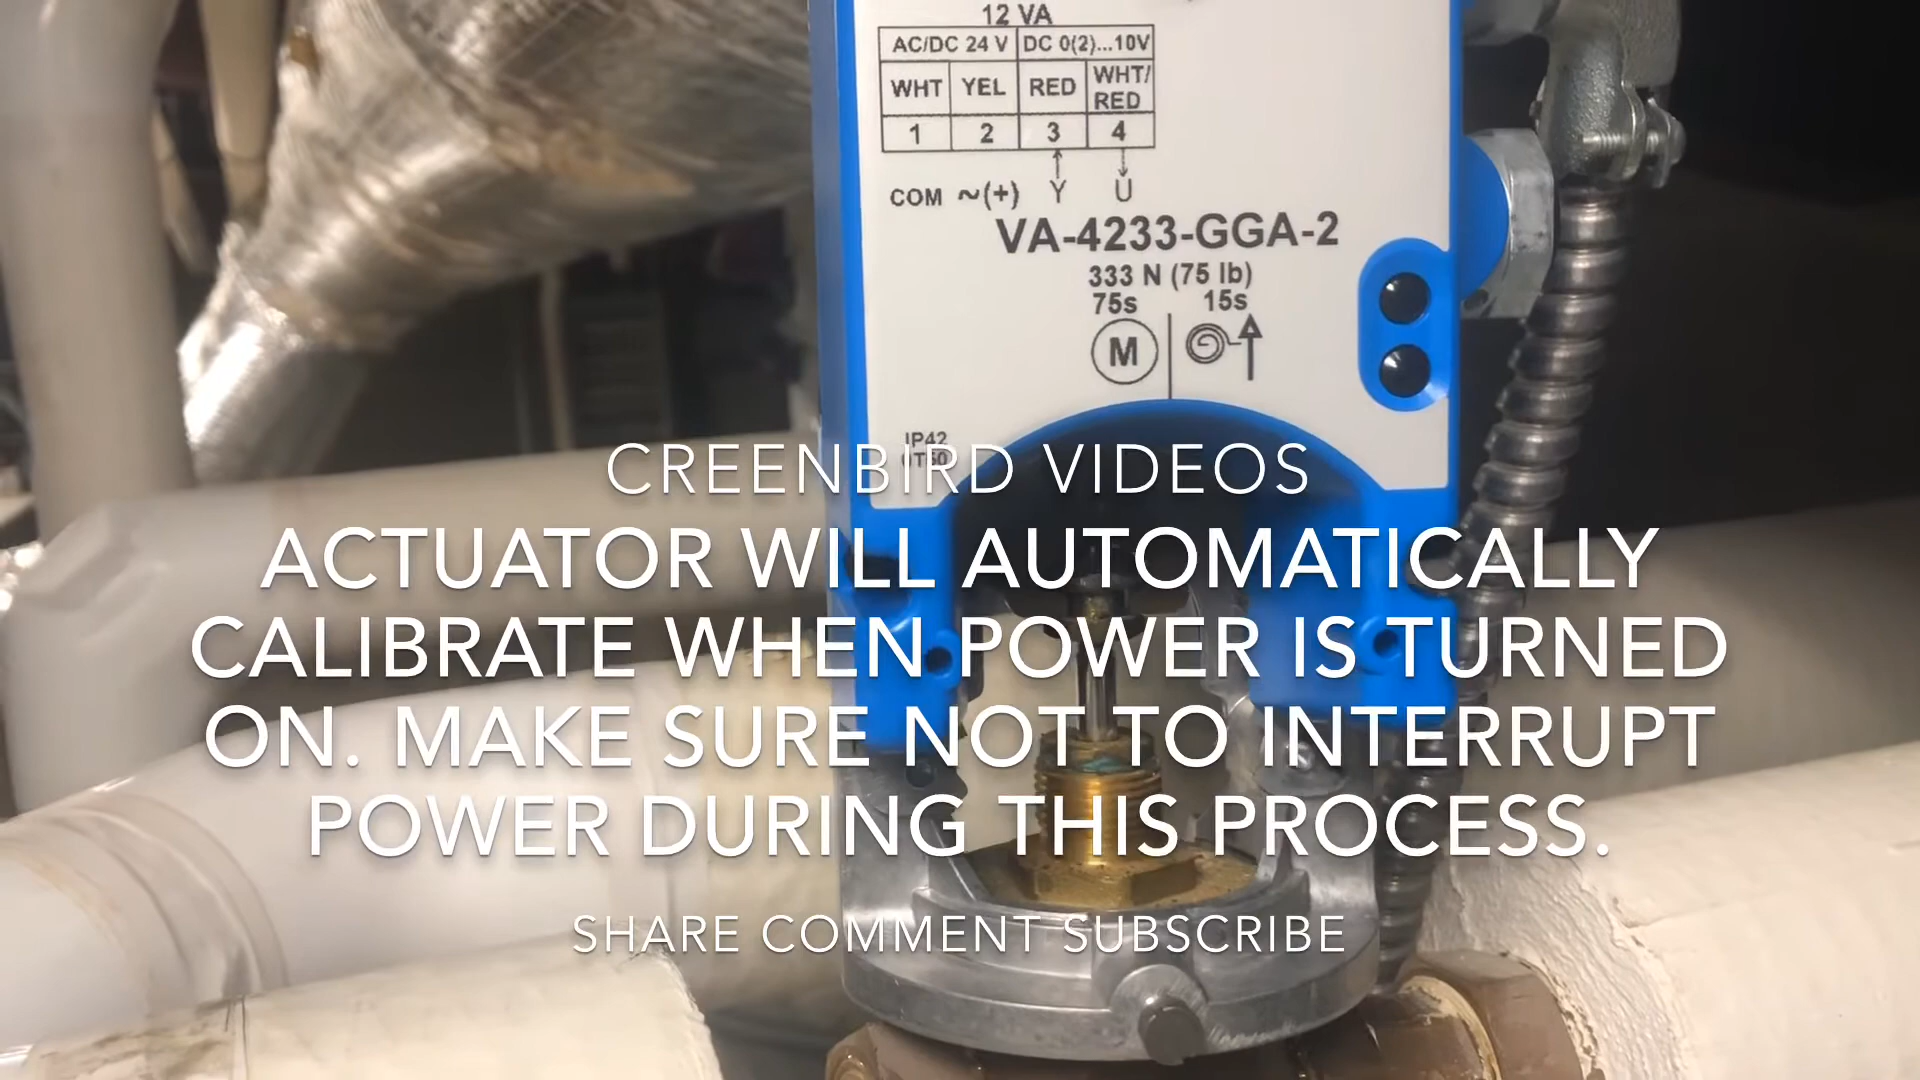 12 VA
AC/DC 24 V DC 0(2)...10V
WHT YEL RED WHT/
RED
1 2 3 4
COM ~(+) Y U
VA-4233-GGA-2
333 N (75 lb)
75s 15s
M
IP42
CREENBIRD VIDEOS
ACTUATOR WILL AUTOMATICALLY
CALIBRATE WHEN POWER IS TURNED
ON. MAKE SURE NOT TO INTERRUPT
POWER DURING THIS PROCESS.
SHARE COMMENT SUBSCRIBE